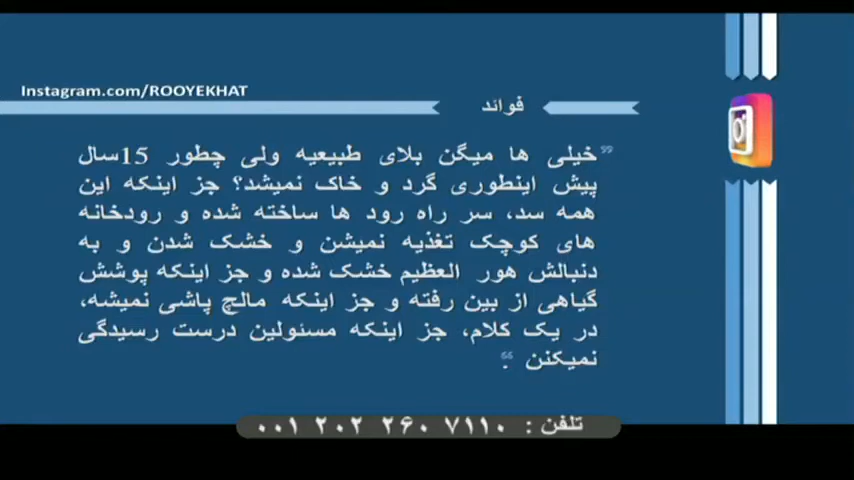 Instagram.com/ROOYEKHAT
فوائد
”خیلی ها میگن بلای طبیعیه ولی چطور 15سال
پیش اینطوری گرد و خاک نمیشد؟ جز اینکه این
همه سد، سر راه رود ها ساخته شده و رودخانه
های کوچک تغذیه نمیشن و خشک شدن و به
دنبالش هور العظیم خشک شده و جز اینکه پوشش
گیاهی از بین رفته و جز اینکه مالچ پاشی نمیشه،
در یک کلام، جز اینکه مسئولین درست رسیدگی
نمیکنن .“
تلفن : ۰۰۱ ۲۰۲ ۲۶۰ ۷۱۱۰